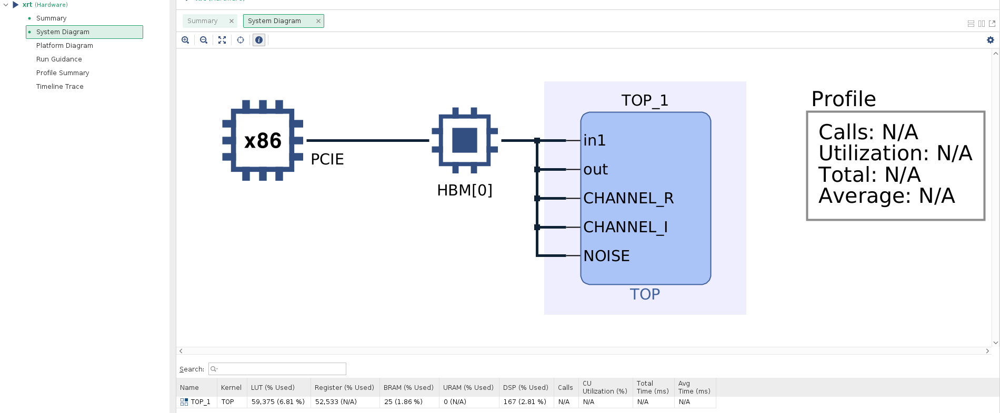 xrt (Hardware)
Summary
System Diagram
Platform Diagram
Run Guidance
Profile Summary
Timeline Trace
Summary
System Diagram
x86
PCIE
HBM[0]
TOP_1
in1
out
CHANNEL_R
CHANNEL_I
NOISE
TOP
Profile
Calls: N/A
Utilization: N/A
Total: N/A
Average: N/A
Search:
Name Kernel LUT (% Used) Register (% Used) BRAM (% Used) URAM (% Used) DSP (% Used) Calls CU Utilization (%) Total Time (ms) Avg Time (ms)
TOP_1 TOP 59,375 (6.81 %) 52,533 (N/A) 25 (1.86 %) 0 (N/A) 167 (2.81 %) N/A N/A N/A N/A